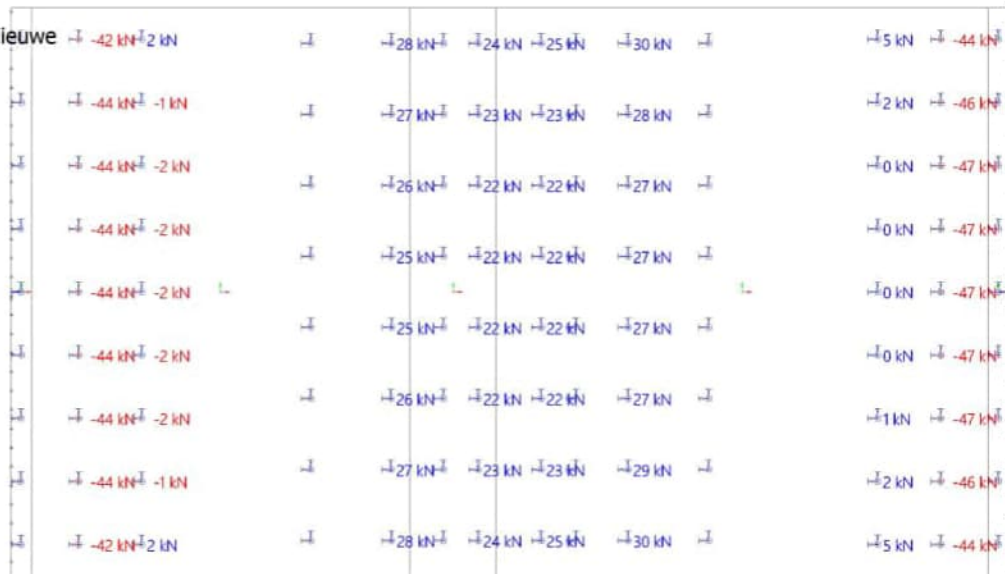 ieuwe -42 kN 2 kN 28 kN 24 kN 25 kN 30 kN 5 kN -44 kN
-44 kN -1 kN 27 kN 23 kN 23 kN 28 kN 2 kN -46 kN
-44 kN -2 kN 26 kN 22 kN 22 kN 27 kN 0 kN -47 kN
-44 kN -2 kN 25 kN 22 kN 22 kN 27 kN 0 kN -47 kN
-44 kN -2 kN 25 kN 22 kN 22 kN 27 kN 0 kN -47 kN
-44 kN -2 kN 26 kN 22 kN 22 kN 27 kN 0 kN -47 kN
-44 kN -2 kN 27 kN 23 kN 23 kN 29 kN 1 kN -47 kN
-44 kN -1 kN 28 kN 24 kN 25 kN 30 kN 2 kN -46 kN
-42 kN 2 kN 5 kN -44 kN